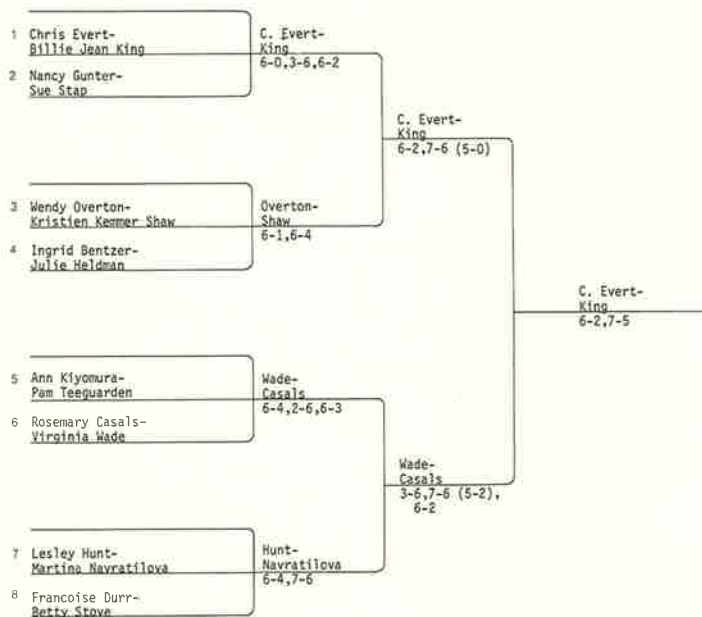 1 Chris Evert-
Billie Jean King
2 Nancy Gunter-
Sue Stap
3 Wendy Overton-
Kristien Kemmer Shaw
4 Ingrid Bentzer-
Julie Heldman
5 Ann Kiyomura-
Pam Teeguarden
6 Rosemary Casals-
Virginia Wade
7 Lesley Hunt-
Martina Navratilova
8 Francoise Durr-
Betty Stove
C. Evert-
King
6-0,3-6,6-2
Overton-
Shaw
6-1,6-4
Wade-
Casals
6-4,2-6,6-3
Hunt-
Navratilova
6-4,7-6
C. Evert-
King
6-2,7-6 (5-0)
Wade-
Casals
3-6,7-6 (5-2),
6-2
C. Evert-
King
6-2,7-5